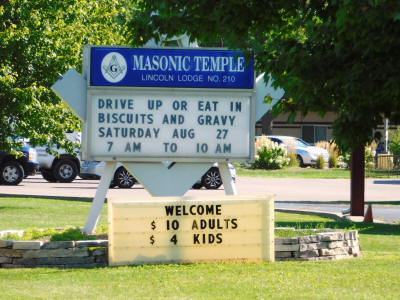 G
MASONIC TEMPLE
LINCOLN LODGE NO. 210
DRIVE UP OR EAT IN
BISCUITS AND GRAVY
SATURDAY AUG 27
7 AM TO 10 AM
WELCOME
$ 10 ADULTS
$ 4 KIDS